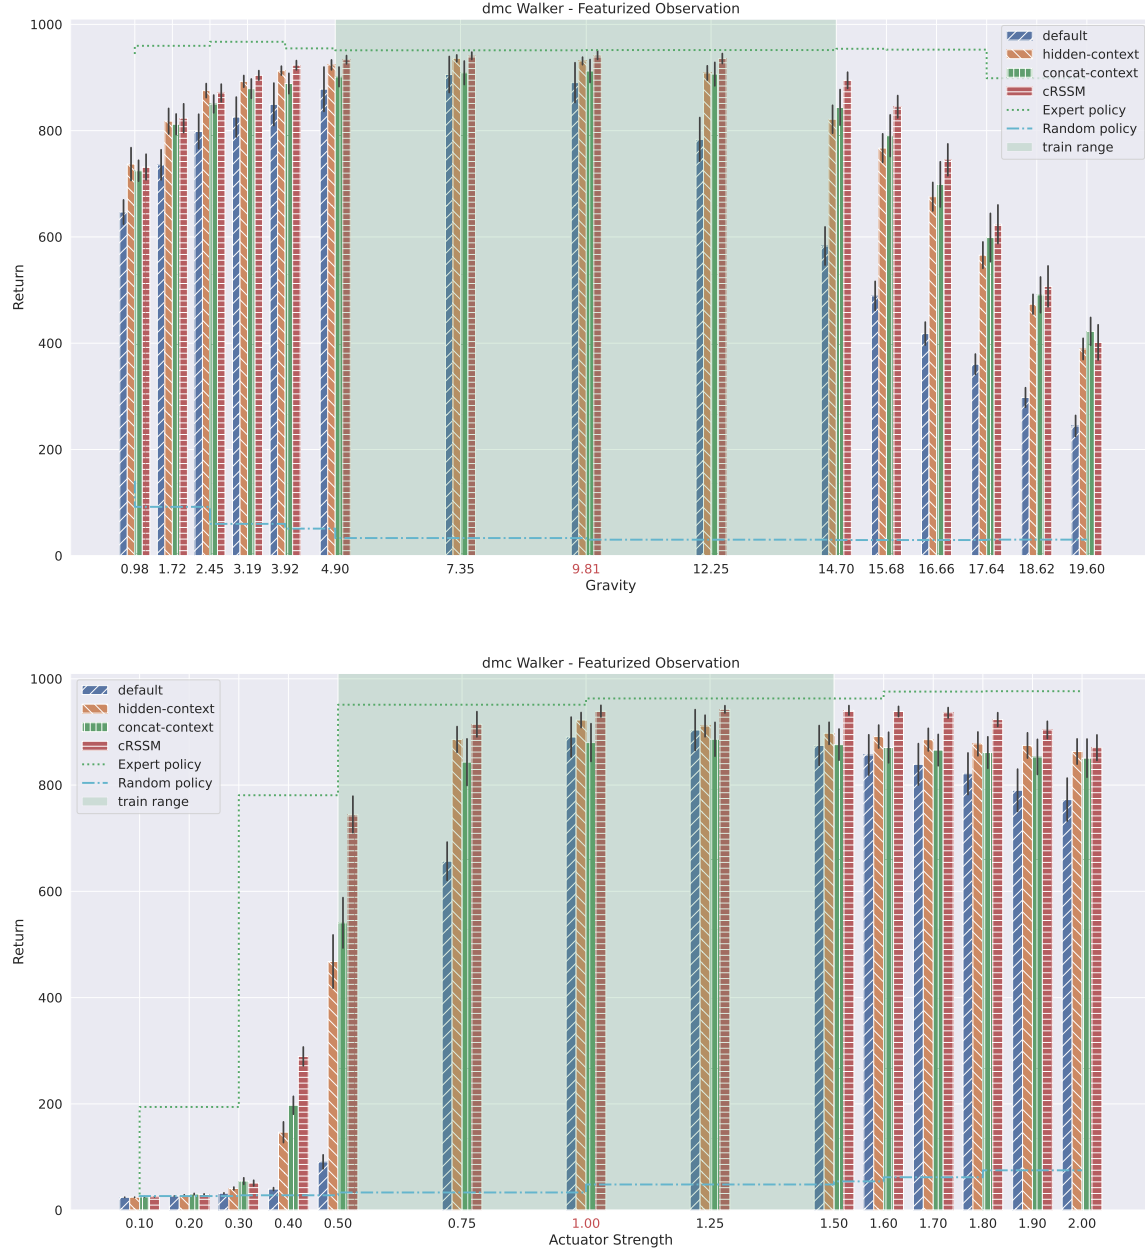 dmc Walker - Featurized Observation
1000
800
600
400
200
0
Return
default
hidden-context
concat-context
cRSSM
Expert policy
Random policy
train range
0.98 1.72 2.45 3.19 3.92 4.90 7.35 9.81 12.25 14.70 15.68 16.66 17.64 18.62 19.60
Gravity
dmc Walker - Featurized Observation
1000
800
600
400
200
0
Return
default
hidden-context
concat-context
cRSSM
Expert policy
Random policy
train range
0.10 0.20 0.30 0.40 0.50 0.75 1.00 1.25 1.50 1.60 1.70 1.80 1.90 2.00
Actuator Strength